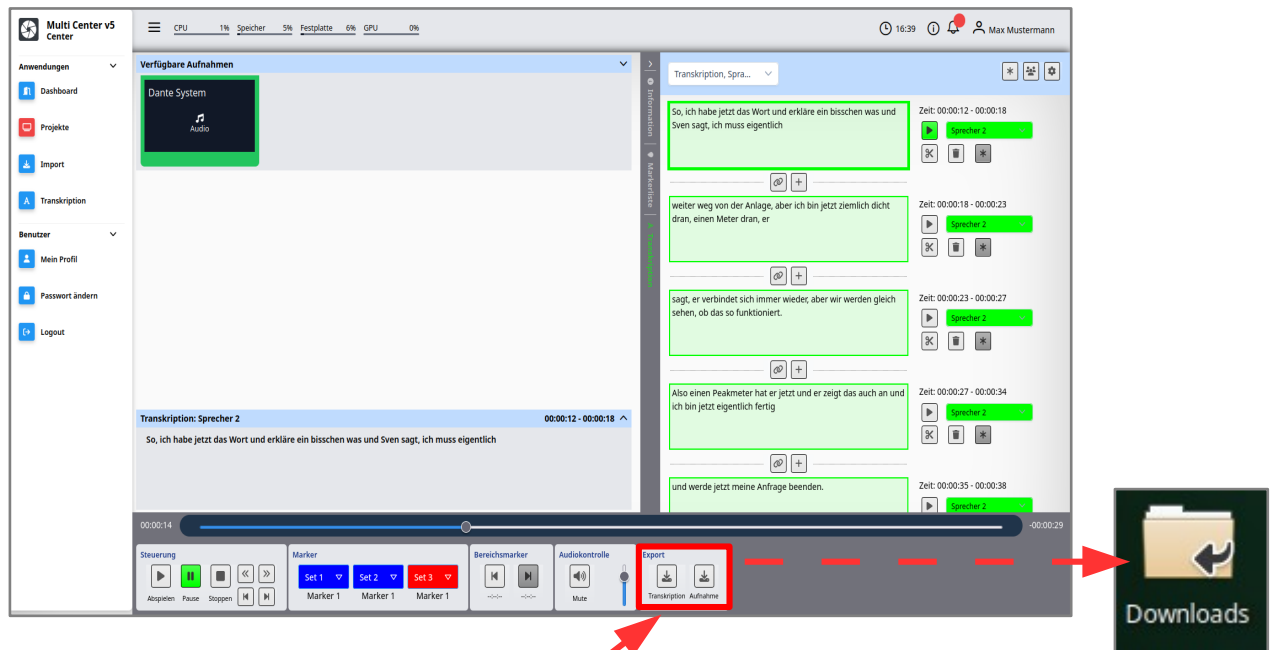 Multi Center v5
Center
CPU 1% Speicher 5% Festplatte 6% GPU 0%
16:39
Max Mustermann
Anwendungen
Dashboard
Projekte
Import
Transkription
Benutzer
Mein Profil
Passwort ändern
Logout
Verfügbare Aufnahmen
Dante System
Audio
Transkription: Sprecher 2
00:00:12 - 00:00:18
So, ich habe jetzt das Wort und erkläre ein bisschen was und Sven sagt, ich muss eigentlich
Information
Markerliste
Transkription
Transkription, Spra...
So, ich habe jetzt das Wort und erkläre ein bisschen was und
Sven sagt, ich muss eigentlich
Zeit: 00:00:12 - 00:00:18
Sprecher 2
weiter weg von der Anlage, aber ich bin jetzt ziemlich dicht
dran, einen Meter dran, er
Zeit: 00:00:18 - 00:00:23
Sprecher 2
sagt, er verbindet sich immer wieder, aber wir werden gleich
sehen, ob das so funktioniert.
Zeit: 00:00:23 - 00:00:27
Sprecher 2
Also einen Peakmeter hat er jetzt und er zeigt das auch an und
ich bin jetzt eigentlich fertig
Zeit: 00:00:27 - 00:00:34
Sprecher 2
und werde jetzt meine Anfrage beenden.
Zeit: 00:00:35 - 00:00:38
Sprecher 2
00:00:14
-00:00:29
Steuerung
Abspielen Pause Stoppen
Marker
Set 1 Set 2 Set 3
Marker 1 Marker 1 Marker 1
Bereichsmarker
--:--:-- --:--:--
Audiokontrolle
Mute
Export
Transkription Aufnahme
Downloads